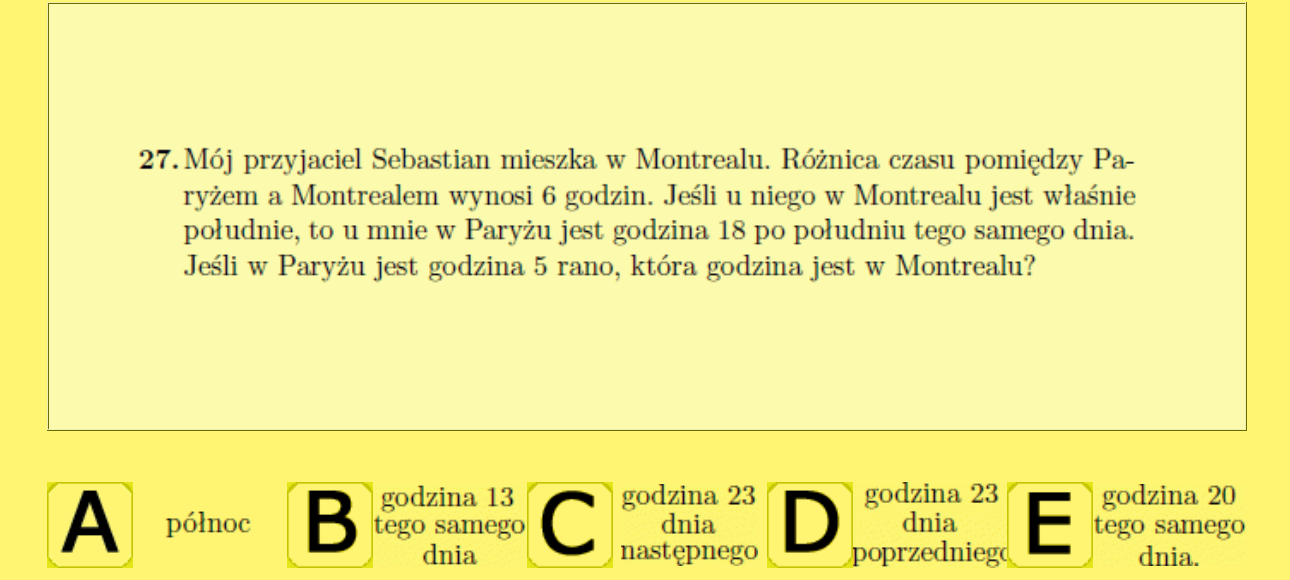 27. Mój przyjaciel Sebastian mieszka w Montrealu. Różnica czasu pomiędzy Pa-
ryżem a Montrealem wynosi 6 godzin. Jeśli u niego w Montrealu jest właśnie
południe, to u mnie w Paryżu jest godzina 18 po południu tego samego dnia.
Jeśli w Paryżu jest godzina 5 rano, która godzina jest w Montrealu?
A
północ
B
godzina 13
tego samego
dnia
C
godzina 23
dnia
następnego
D
godzina 23
dnia
poprzedniego
E
godzina 20
tego samego
dnia.